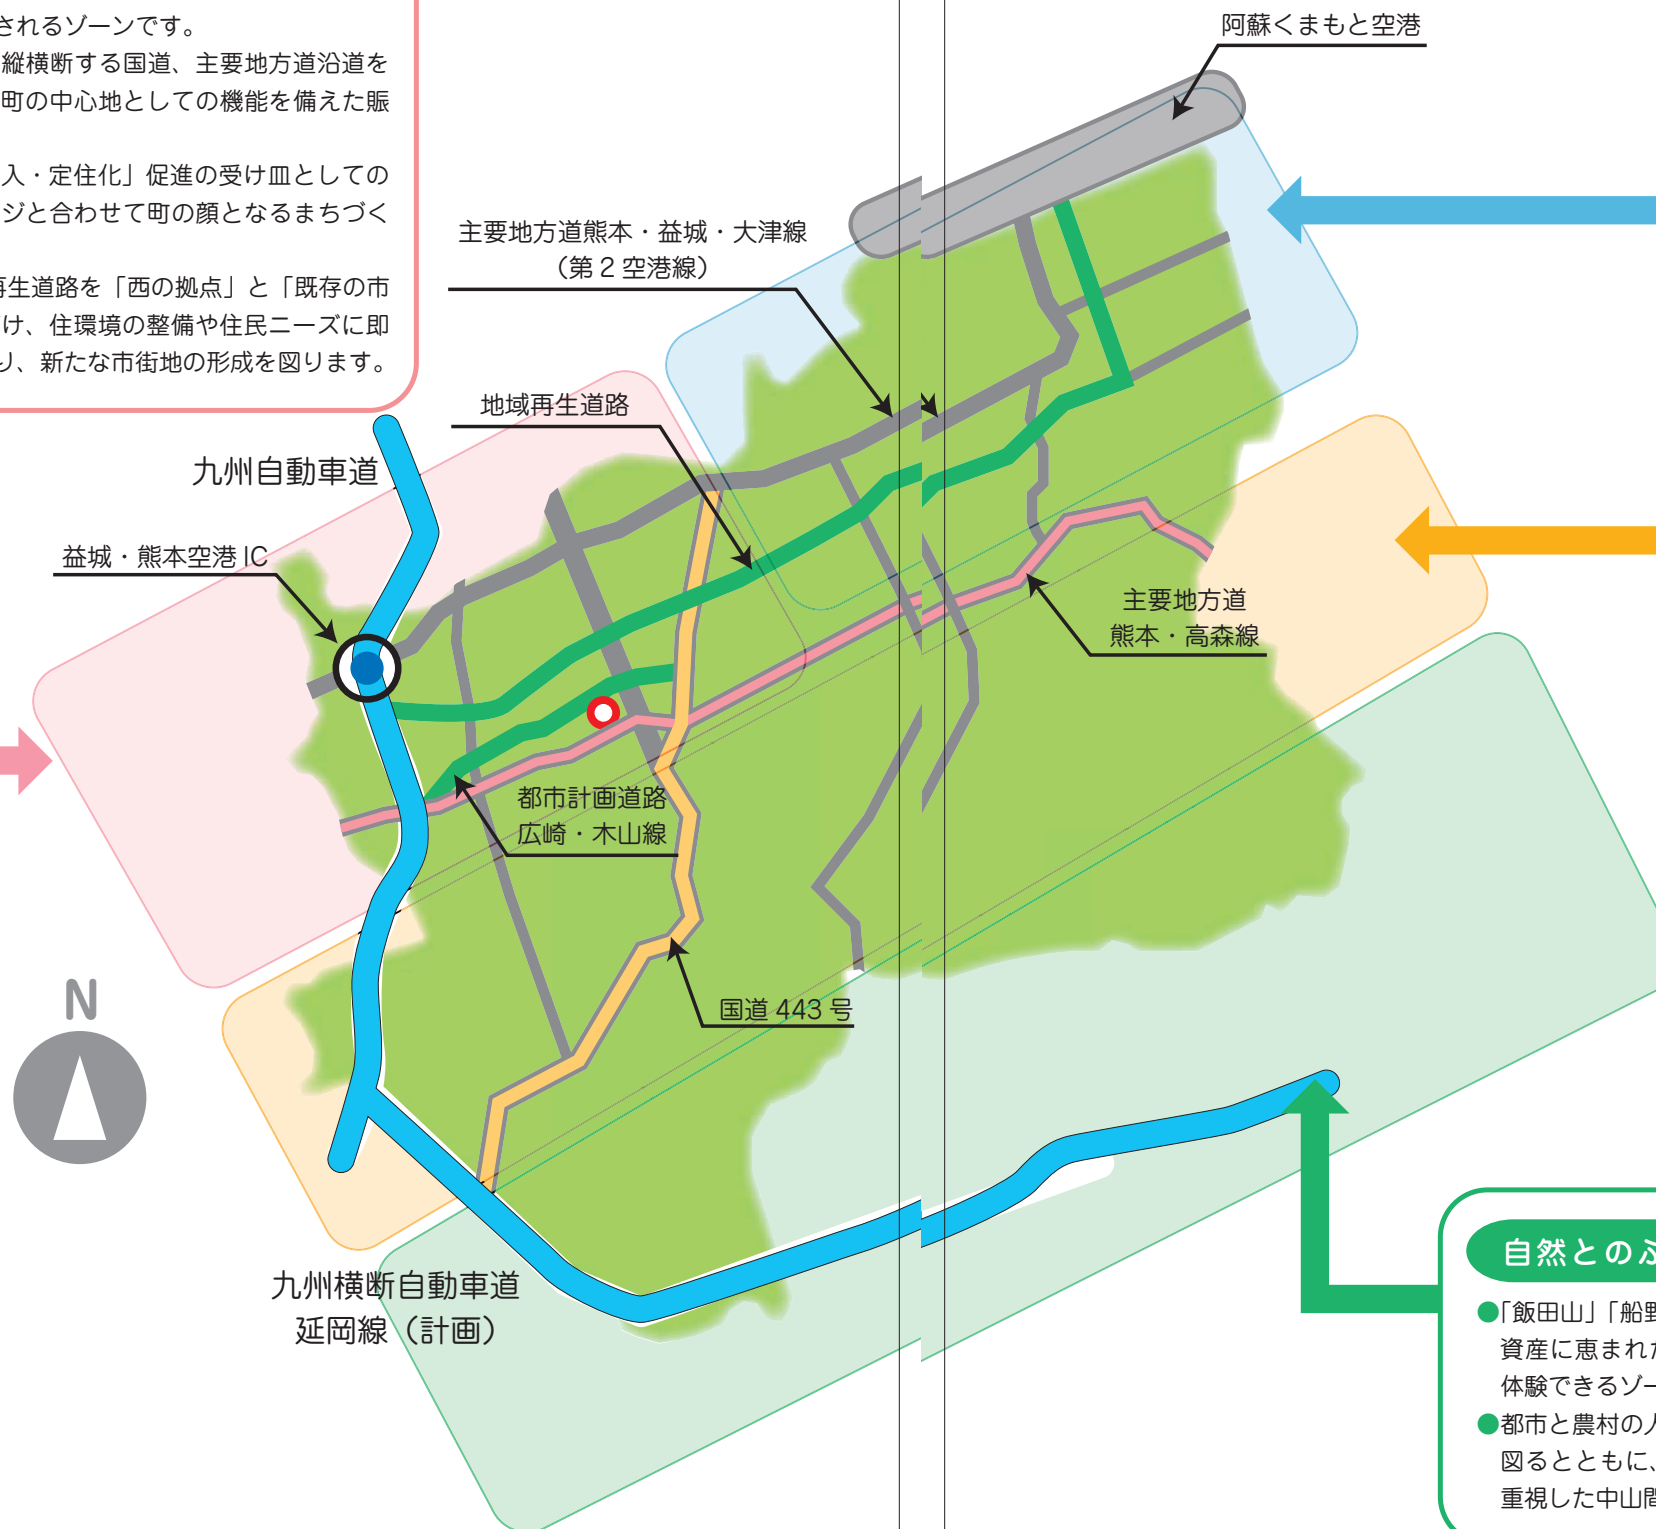 されるゾーンです。
縦横断する国道、主要地方道沿道を
町の中心地としての機能を備えた賑
入・定住化」促進の受け皿としての
ジと合わせて町の顔となるまちづく
再生道路を「西の拠点」と「既存の市
け、住環境の整備や住民ニーズに即
り、新たな市街地の形成を図ります。
阿蘇くまもと空港
主要地方道熊本・益城・大津線
（第２空港線）
地域再生道路
九州自動車道
益城・熊本空港 IC
主要地方道
熊本・高森線
都市計画道路
広崎・木山線
国道 443 号
N
九州横断自動車道
延岡線（計画）
自然とのふ
●「飯田山」「船野
資産に恵まれた
体験できるゾー
●都市と農村の人
図るとともに、
重視した中山間